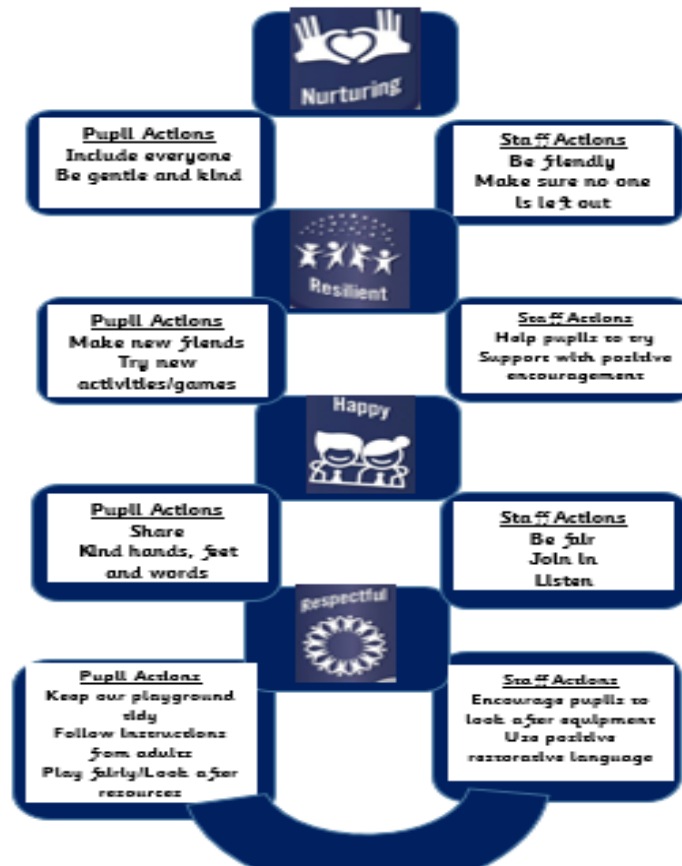 Nurturing
Pupil Actions
Include everyone
Be gentle and kind
Staff Actions
Be friendly
Make sure no one
is left out
Resilient
Pupil Actions
Make new friends
Try new
activities/games
Staff Actions
Help pupils to try
Support with positive
encouragement
Happy
Pupil Actions
Share
Kind hands, feet
and words
Staff Actions
Be fair
Join in
Listen
Respectful
Pupil Actions
Keep our playground
tidy
Follow instructions
from adults
Play fairly/Look after
resources
Staff Actions
Encourage pupils to
look after equipment
Use positive
restorative language